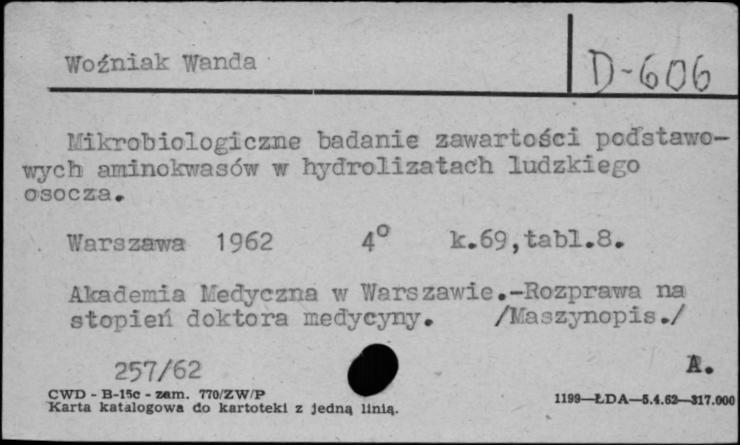 Woźniak Wanda
D-606
Mikrobiologiczne badanie zawartości podstawo-
wych aminokwasów w hydrolizatach ludzkiego
osocza.
Warszawa 1962 4° k.69,tabl.8.
Akademia Medyczna w Warszawie.-Rozprawa na
stopień doktora medycyny. /Maszynopis./
257/62 A.
CWD - B-15c - zam. 770/ZW/P
Karta katalogowa do kartoteki z jedną linią.
1199—ŁDA—5.4.62—317.000